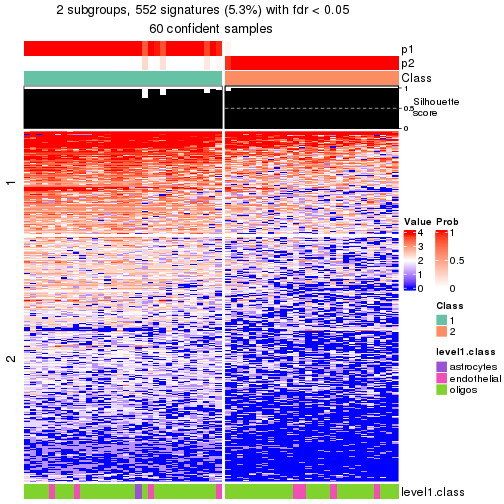 2 subgroups, 552 signatures (5.3%) with fdr < 0.05
60 confident samples
p1
p2
Class
1
0.5
0
Silhouette
score
1
2
Value
4
3
2
1
0
Prob
1
0.5
0
Class
1
2
level1.class
astrocytes
endothelial
oligos
level1.class